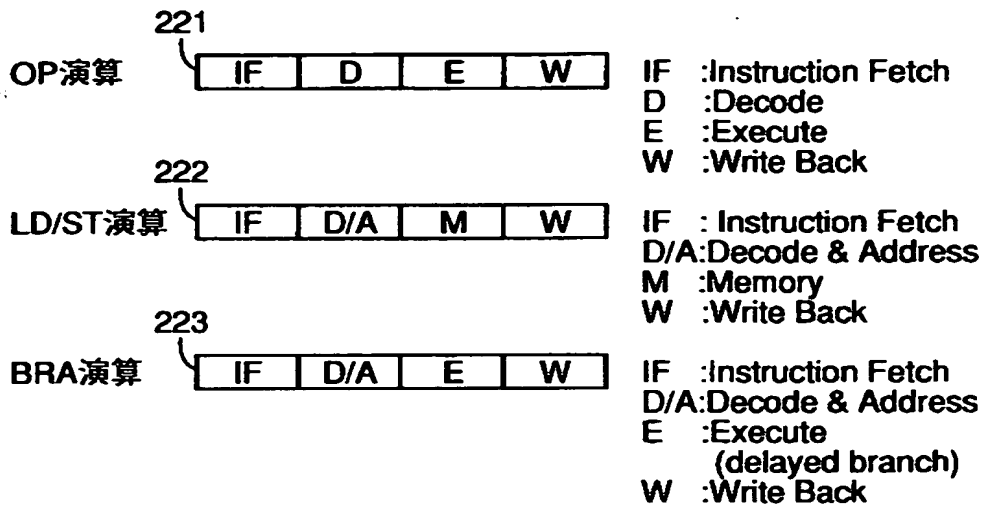 221
OP演算 IF D E W
IF :Instruction Fetch
D :Decode
E :Execute
W :Write Back
222
LD/ST演算 IF D/A M W
IF : Instruction Fetch
D/A:Decode & Address
M :Memory
W :Write Back
223
BRA演算 IF D/A E W
IF :Instruction Fetch
D/A:Decode & Address
E :Execute
(delayed branch)
W :Write Back